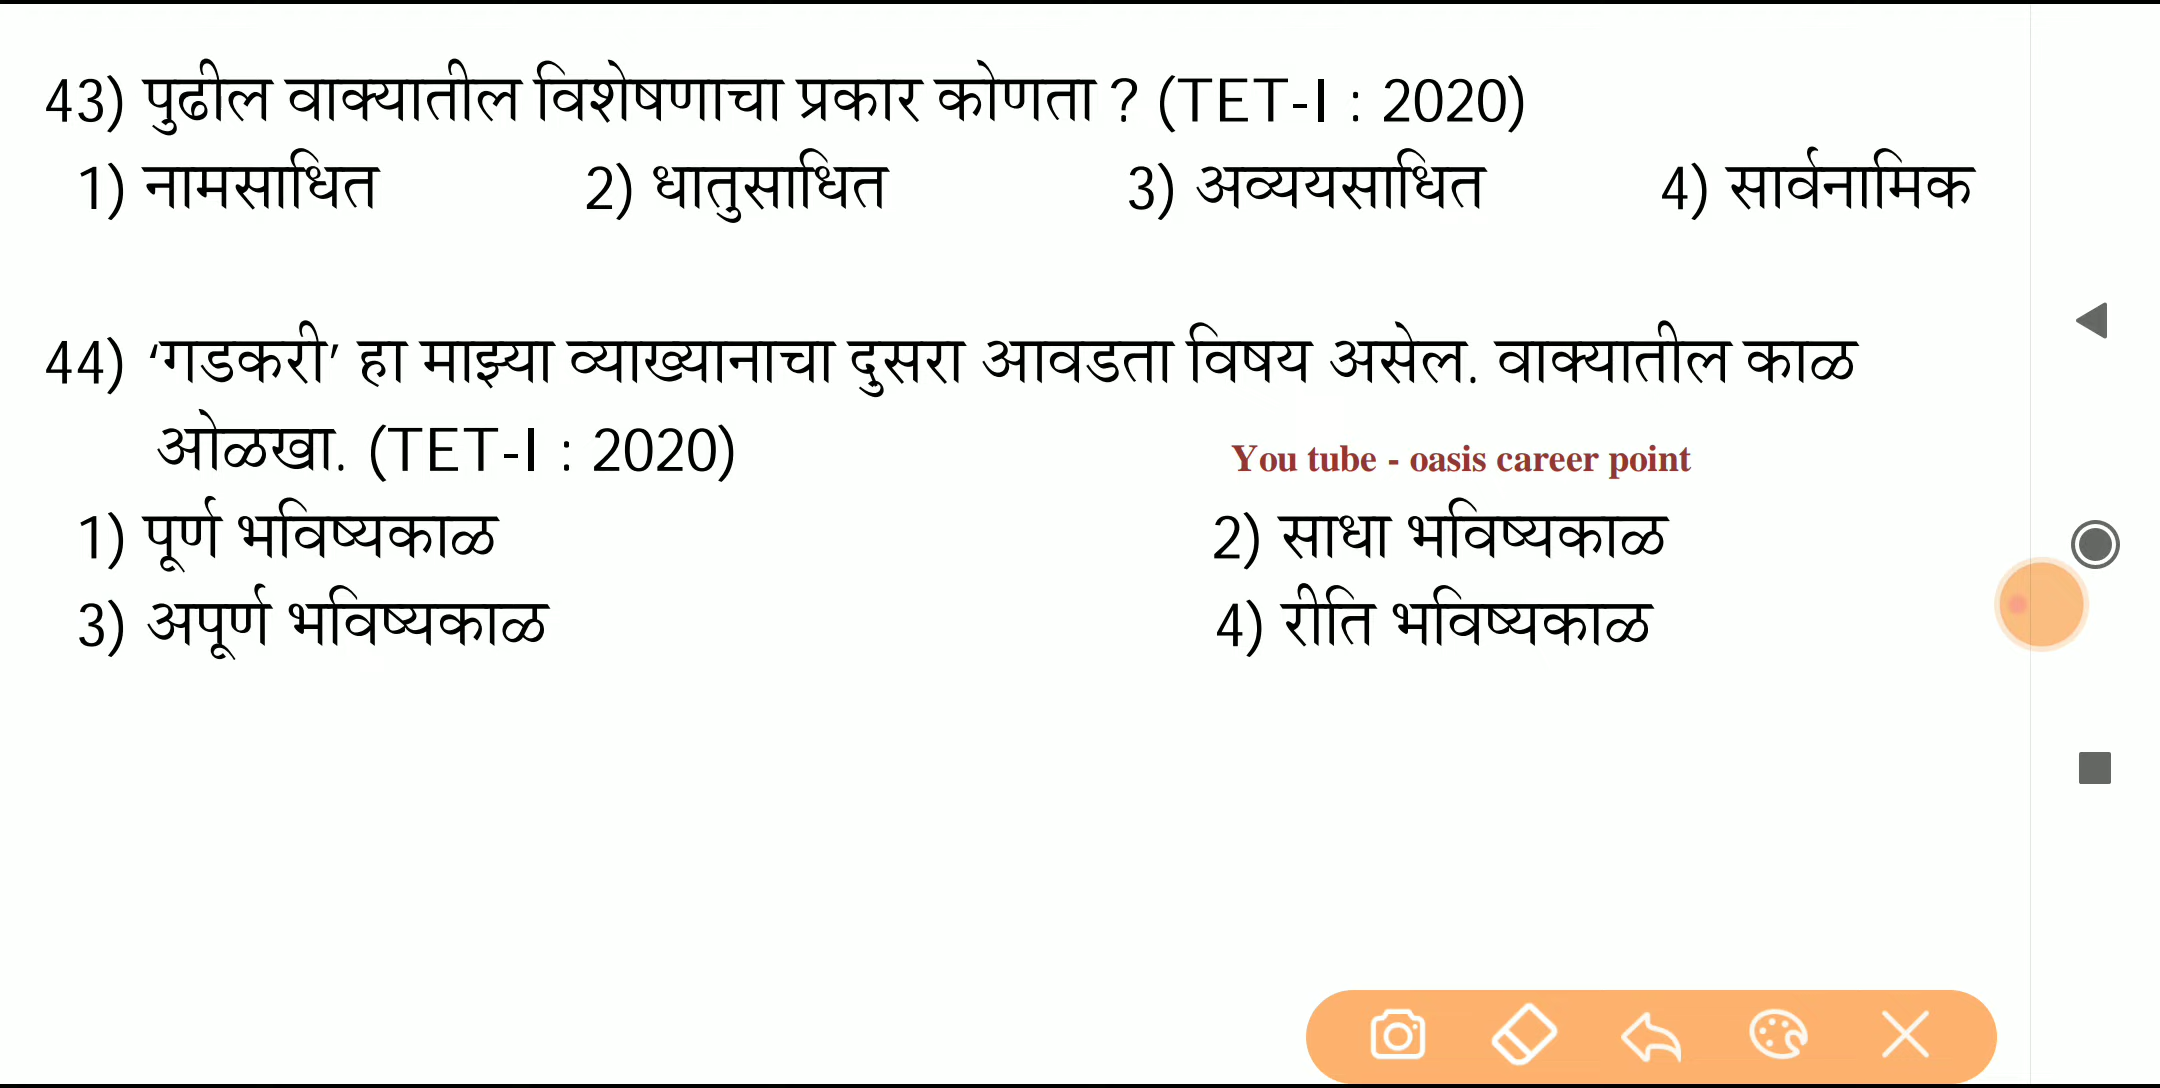 43) पुढील वाक्यातील विशेषणाचा प्रकार कोणता ? (TET-I : 2020)
1) नामसाधित 2) धातुसाधित 3) अव्ययसाधित 4) सार्वनामिक
44) ‘गडकरी’ हा माझ्या व्याख्यानाचा दुसरा आवडता विषय असेल. वाक्यातील काळ
ओळखा. (TET-I : 2020)
You tube - oasis career point
1) पूर्ण भविष्यकाळ 2) साधा भविष्यकाळ
3) अपूर्ण भविष्यकाळ 4) रीति भविष्यकाळ